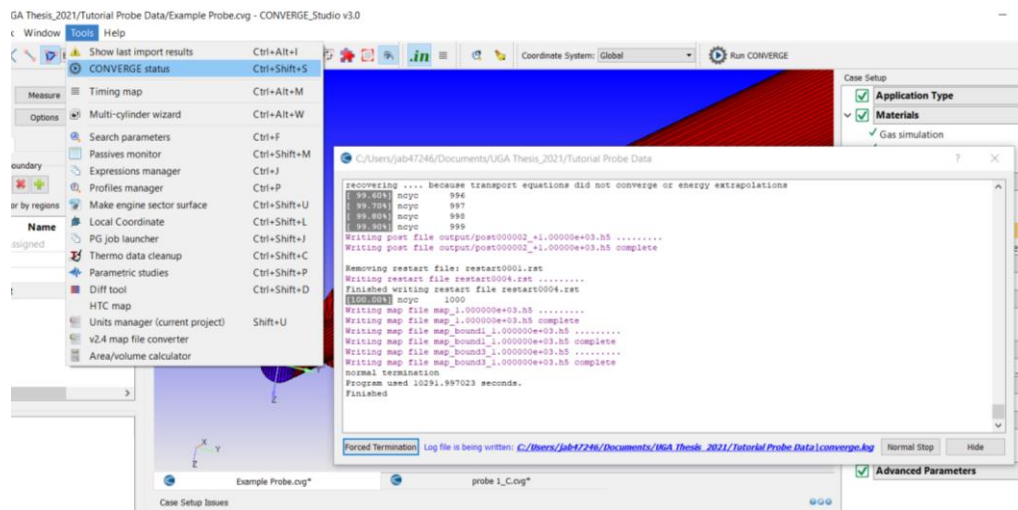 GA Thesis_2021/Tutorial Probe Data/Example Probe.cvg - CONVERGE_Studio v3.0
Window Tools Help
Show last import results Ctrl+Alt+I
CONVERGE status Ctrl+Shift+S
Timing map Ctrl+Alt+M
Multi-cylinder wizard Ctrl+Alt+W
Search parameters Ctrl+F
Passives monitor Ctrl+Shift+M
Expressions manager Ctrl+J
Profiles manager Ctrl+P
Make engine sector surface Ctrl+Shift+U
Local Coordinate Ctrl+Shift+L
PG job launcher Ctrl+Shift+J
Thermo data cleanup Ctrl+Shift+C
Parametric studies Ctrl+Shift+P
Diff tool Ctrl+Shift+D
HTC map
Units manager (current project) Shift+U
v2.4 map file converter
Area/volume calculator
Measure
Options
oundary
or by regions
Name
ssigned
.in
Coordinate System: Global
Run CONVERGE
Case Setup
Application Type
Materials
Gas simulation
C:/Users/jab47246/Documents/UGA Thesis_2021/Tutorial Probe Data
? ×
recovering .... because transport equations did not converge or energy extrapolations
[ 99.60%] ncyc 996
[ 99.70%] ncyc 997
[ 99.80%] ncyc 998
[ 99.90%] ncyc 999
Writing post file output/post000002_+1.00000e+03.h5 .........
Writing post file output/post000002_+1.00000e+03.h5 complete
Removing restart file: restart0001.rst
Writing restart file restart0004.rst .........
Finished writing restart file restart0004.rst
[100.00%] ncyc 1000
Writing map file map_1.000000e+03.h5 .........
Writing map file map_1.000000e+03.h5 complete
Writing map file map_bound1_1.000000e+03.h5 .........
Writing map file map_bound1_1.000000e+03.h5 complete
Writing map file map_bound3_1.000000e+03.h5 .........
Writing map file map_bound3_1.000000e+03.h5 complete
normal termination
Program used 10291.997023 seconds.
Finished
Forced Termination Log file is being written: C:/Users/jab47246/Documents/UGA Thesis_2021/Tutorial Probe Data\converge.log Normal Stop Hide
Advanced Parameters
Z
X Y
Z
Example Probe.cvg*
probe 1_C.cvg*
Case Setup Issues